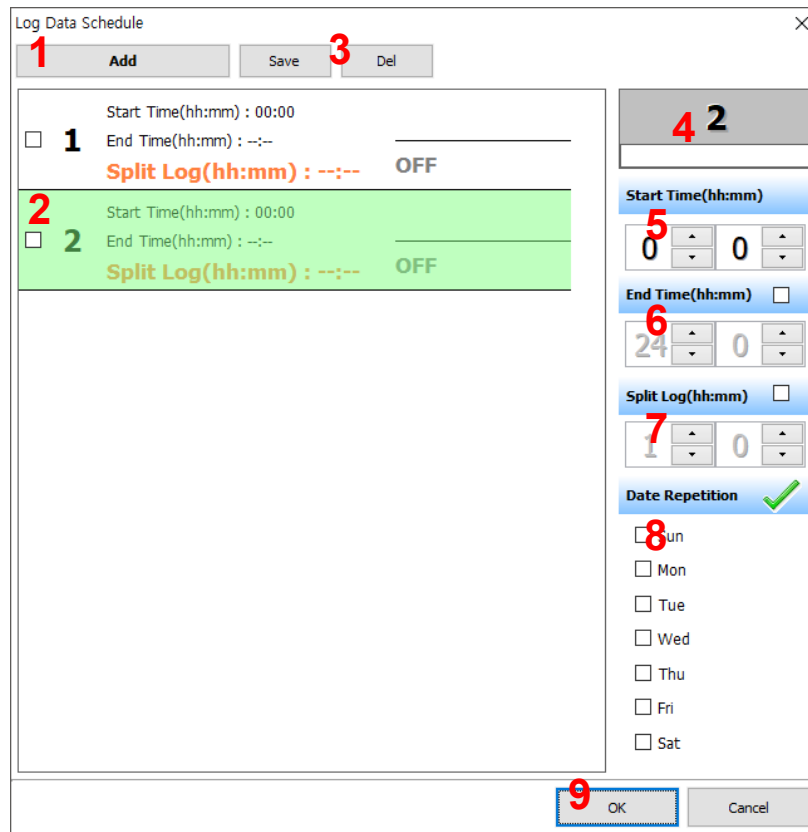 Log Data Schedule
1 Add Save 3 Del
Start Time(hh:mm) : 00:00
1 End Time(hh:mm) : --:--
Split Log(hh:mm) : --:-- OFF
2 Start Time(hh:mm) : 00:00
2 End Time(hh:mm) : --:--
Split Log(hh:mm) : --:-- OFF
4 2
Start Time(hh:mm)
5
0 0
End Time(hh:mm)
6
24 0
Split Log(hh:mm)
7
1 0
Date Repetition
8 Sun
Mon
Tue
Wed
Thu
Fri
Sat
9 OK Cancel